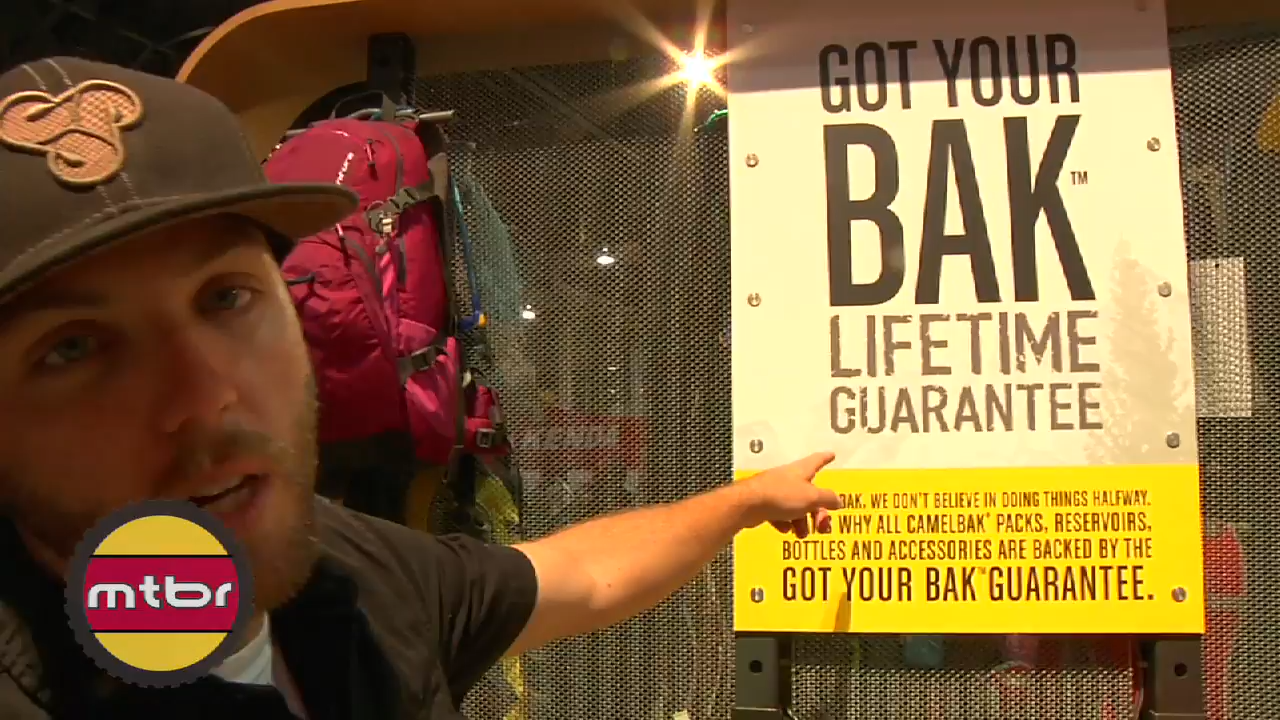 GOT YOUR
BAK™
LIFETIME
GUARANTEE
BAK, WE DON'T BELIEVE IN DOING THINGS HALFWAY.
WHY ALL CAMELBAK® PACKS, RESERVOIRS,
BOTTLES AND ACCESSORIES ARE BACKED BY THE
GOT YOUR BAK™ GUARANTEE.
mtbr